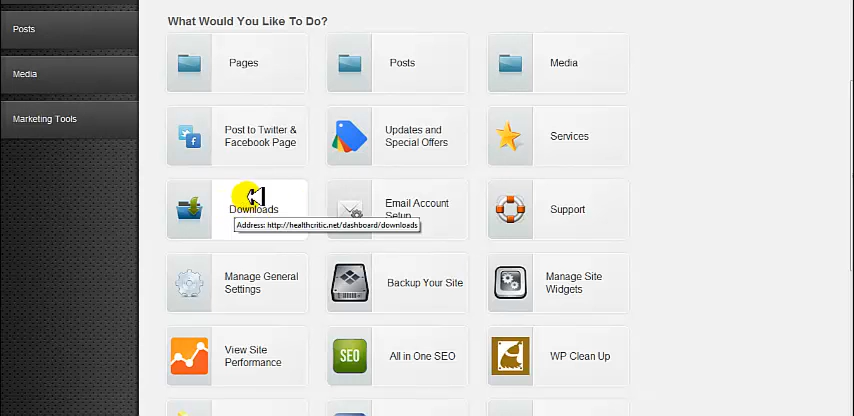 Posts
Media
Marketing Tools
What Would You Like To Do?
Pages
Posts
Media
Post to Twitter &
Facebook Page
Updates and
Special Offers
Services
Downloads
Email Account
Setup
Support
Address: http://healthcritic.net/dashboard/downloads
Manage General
Settings
Backup Your Site
Manage Site
Widgets
View Site
Performance
SEO
All in One SEO
WP Clean Up